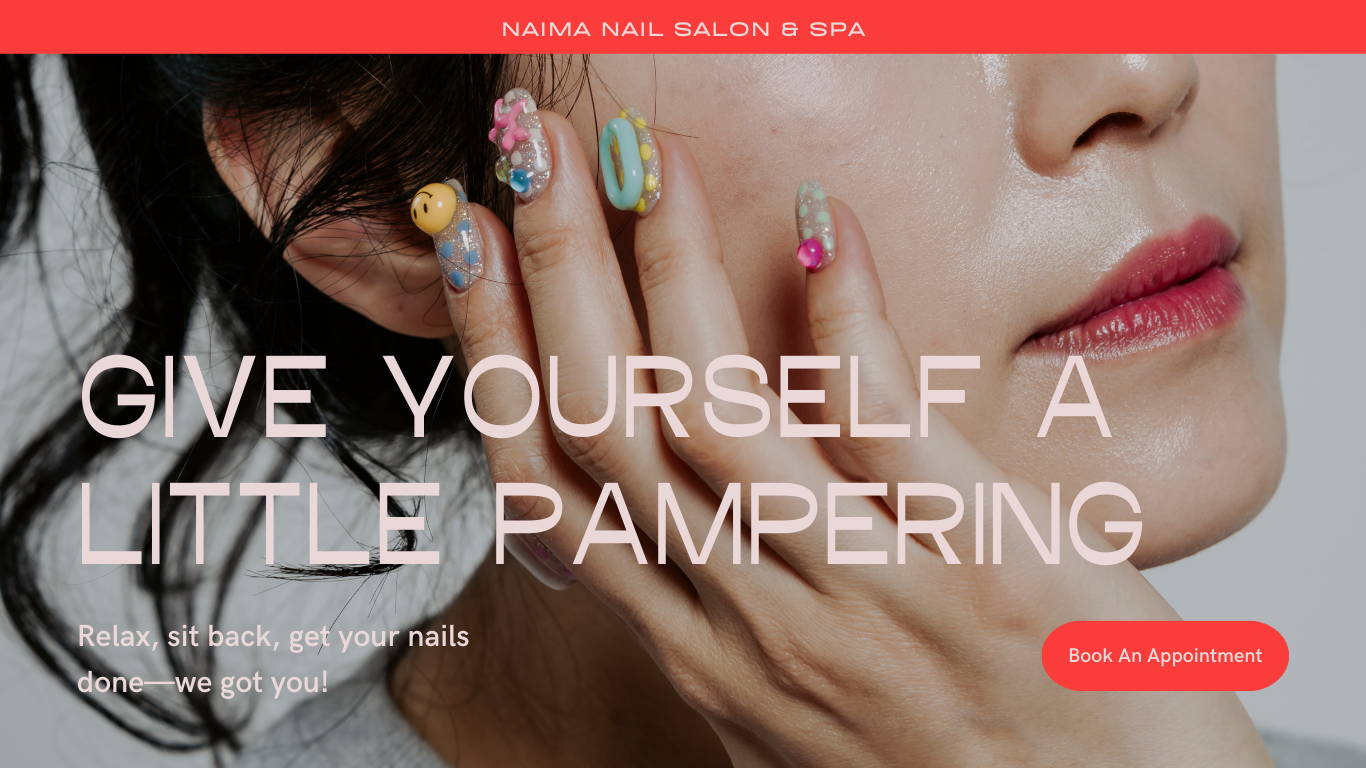 NAIMA NAIL SALON & SPA
GIVE YOURSELF A
LITTLE PAMPERING
Relax, sit back, get your nails
done—we got you!
Book An Appointment